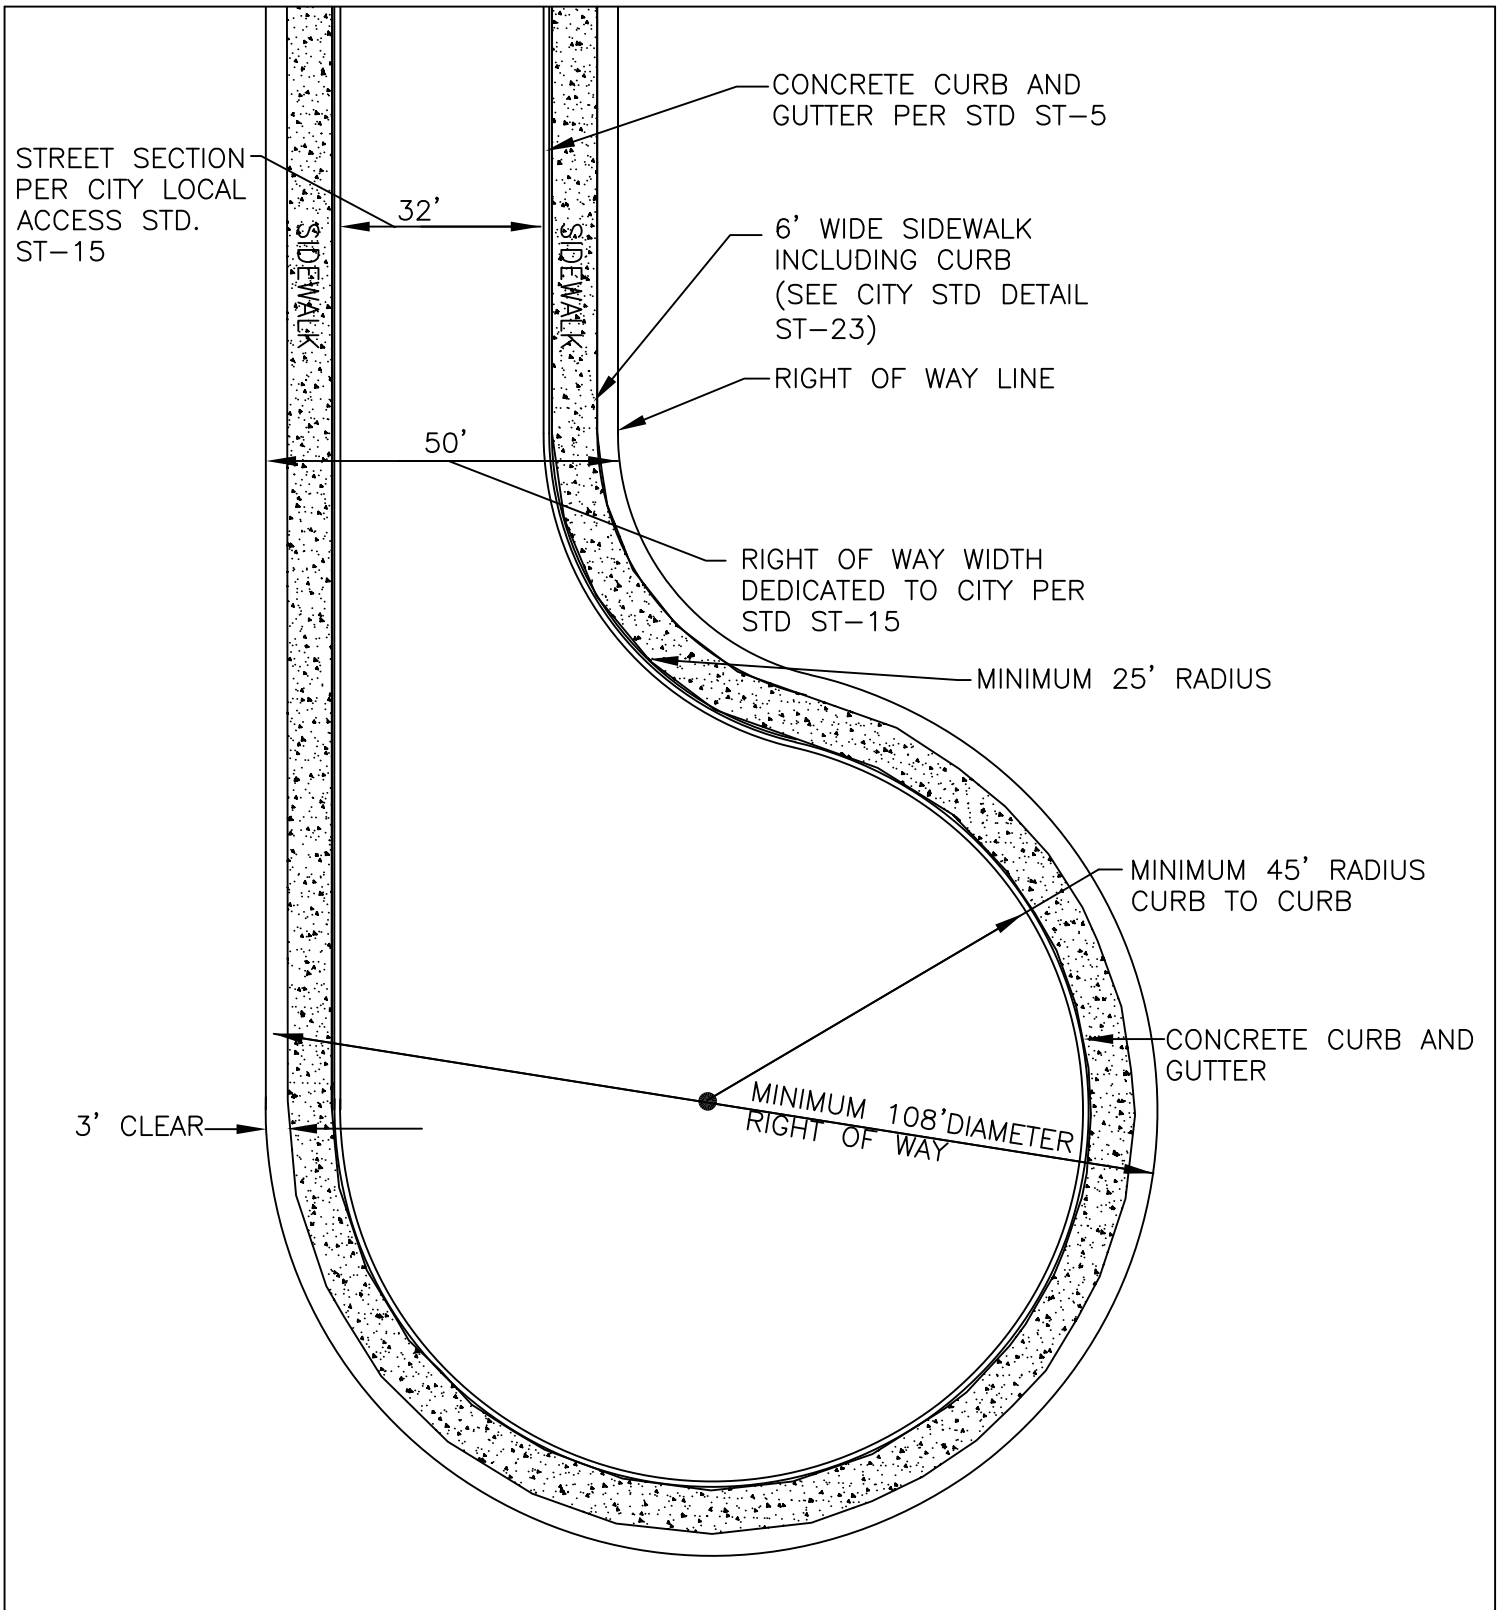 CONCRETE CURB AND
GUTTER PER STD ST-5
STREET SECTION
PER CITY LOCAL
ACCESS STD.
ST-15
32'
SIDEWALK
SIDEWALK
6' WIDE SIDEWALK
INCLUDING CURB
(SEE CITY STD DETAIL
ST-23)
RIGHT OF WAY LINE
50'
RIGHT OF WAY WIDTH
DEDICATED TO CITY PER
STD ST-15
MINIMUM 25' RADIUS
MINIMUM 45' RADIUS
CURB TO CURB
CONCRETE CURB AND
GUTTER
3' CLEAR
MINIMUM 108'DIAMETER
RIGHT OF WAY